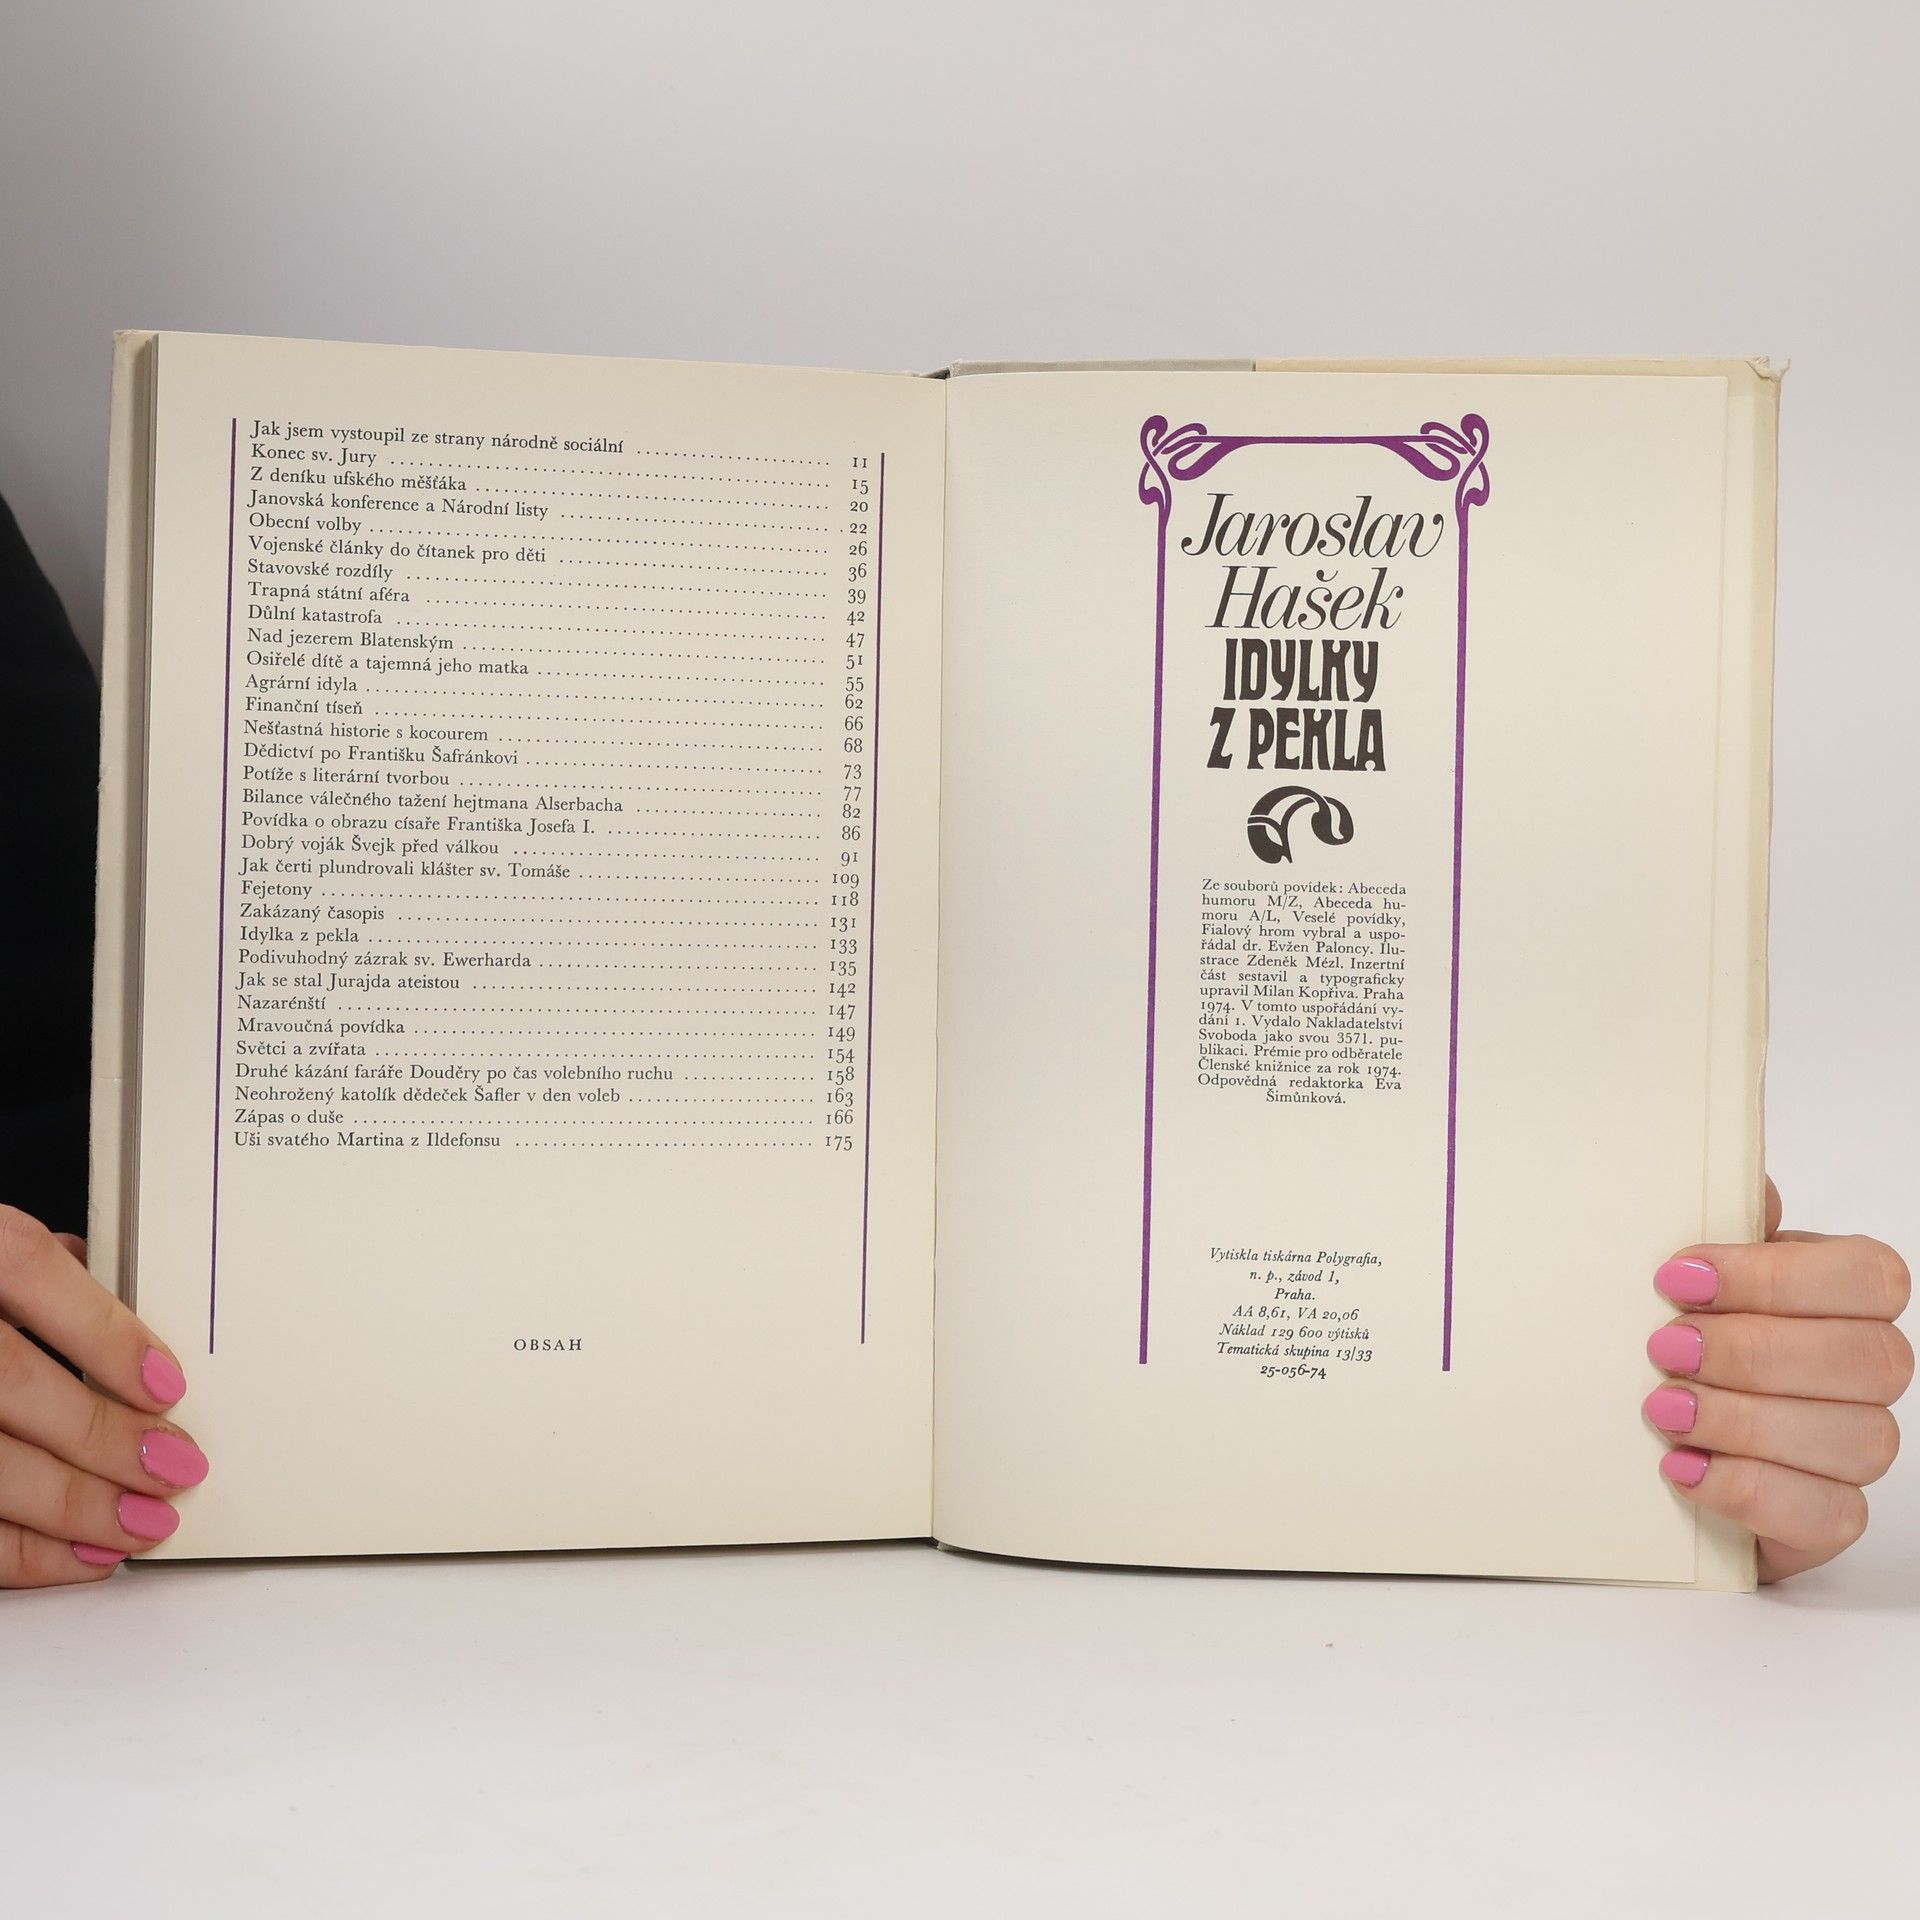 Jak jsem vystoupil ze strany národně sociální ........................ 11
Konec sv. Jury ........................ 15
Z deníku ufského měšťáka ........................ 20
Janovská konference a Národní listy ........................ 22
Obecní volby ........................ 26
Vojenské články do čítanek pro děti ........................ 36
Stavovské rozdíly ........................ 39
Trapná státní aféra ........................ 42
Důlní katastrofa ........................ 47
Nad jezerem Blatenským ........................ 51
Osiřelé dítě a tajemná jeho matka ........................ 55
Agrární idyla ........................ 62
Finanční tíseň ........................ 66
Nešťastná historie s kocourem ........................ 68
Dědictví po Františku Šafránkovi ........................ 73
Potíže s literární tvorbou ........................ 77
Bilance válečného tažení hejtmana Alserbacha ........................ 82
Povídka o obrazu císaře Františka Josefa I. ........................ 86
Dobrý voják Švejk před válkou ........................ 91
Jak čerti plundrovali klášter sv. Tomáše ........................ 109
Fejetony ........................ 118
Zakázaný časopis ........................ 131
Idylka z pekla ........................ 133
Podivuhodný zázrak sv. Ewerharda ........................ 135
Jak se stal Jurajda ateistou ........................ 142
Nazarénští ........................ 147
Mravoučná povídka ........................ 149
Světci a zvířata ........................ 154
Druhé kázání faráře Douděry po čas volebního ruchu ............ 158
Neohrožený katolík dědeček Šafler v den voleb ................ 163
Zápas o duše ........................ 166
Uši svatého Martina z Ildefonsu ........................ 175
OBSAH
Jaroslav
Hašek
IDYLKY
Z PEKLA
Ze souborů povídek: Abeceda
humoru M/Z, Abeceda hu-
moru A/L, Veselé povídky,
Fialový hrom vybral a uspo-
řádal dr. Evžen Paloncy. Ilu-
strace Zdeněk Mézl. Inzertní
část sestavil a typograficky
upravil Milan Kopřiva. Praha
1974. V tomto uspořádání vy-
dání 1. Vydalo Nakladatelství
Svoboda jako svou 3571. pu-
blikaci. Prémie pro odběratele
Členské knižnice za rok 1974.
Odpovědná redaktorka Eva
Šimůnková.
Vytiskla tiskárna Polygrafia,
n. p., závod 1,
Praha.
AA 8,61, VA 20,06
Náklad 129 600 výtisků
Tematická skupina 13/33
25-056-74